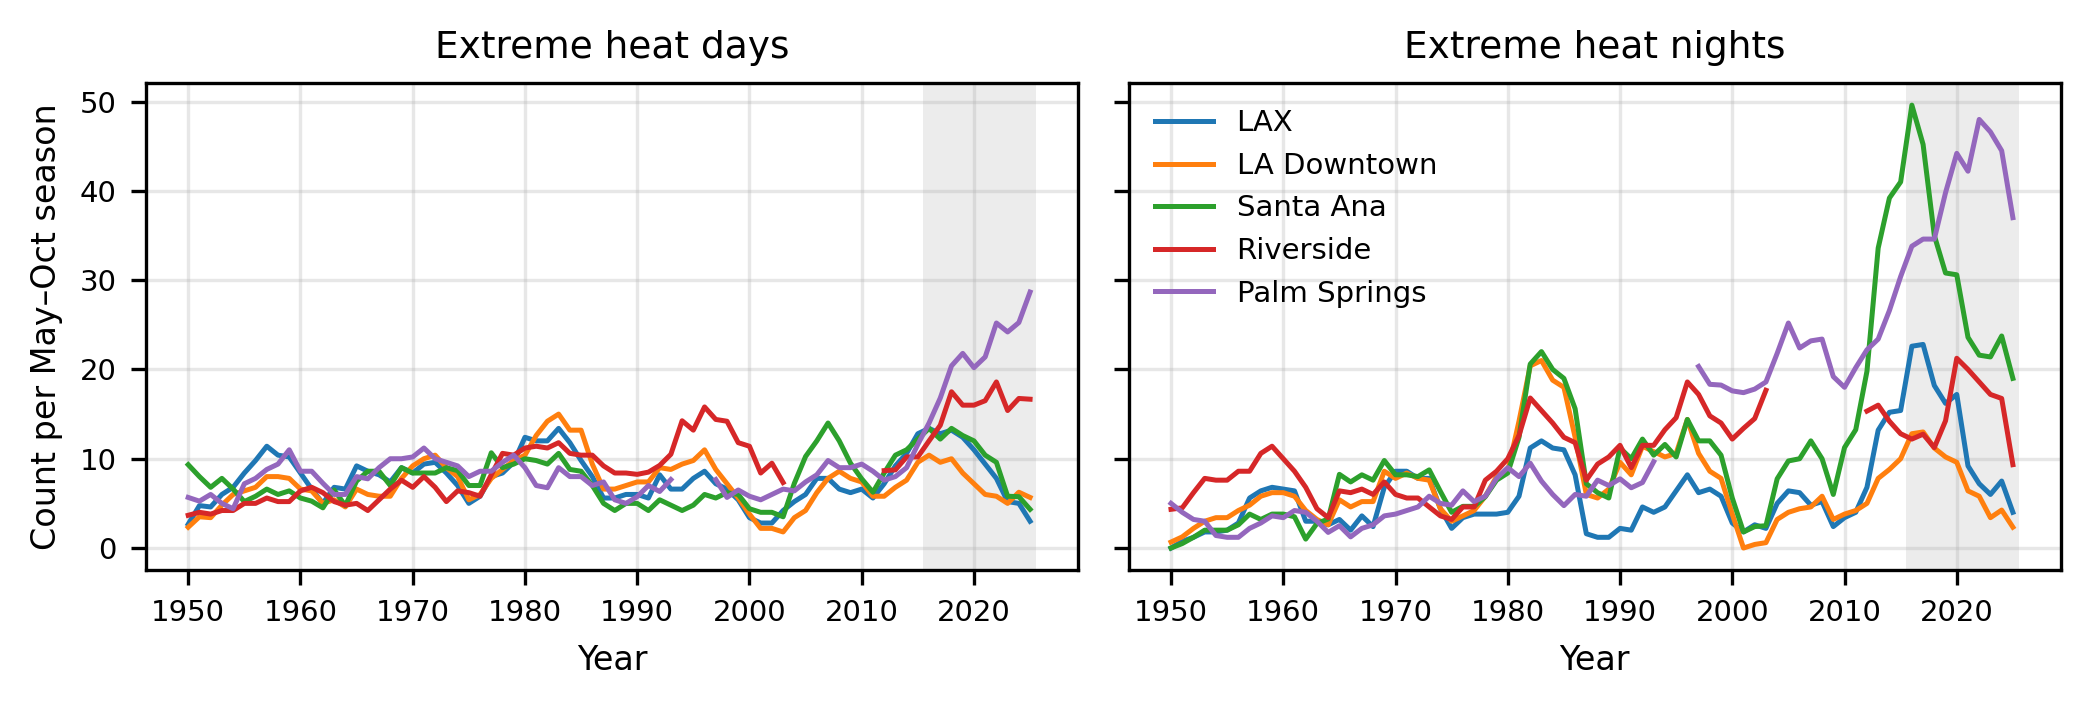 Extreme heat days
Extreme heat nights
Count per May–Oct season
50
40
30
20
10
0
LAX
LA Downtown
Santa Ana
Riverside
Palm Springs
1950 1960 1970 1980 1990 2000 2010 2020
1950 1960 1970 1980 1990 2000 2010 2020
Year
Year